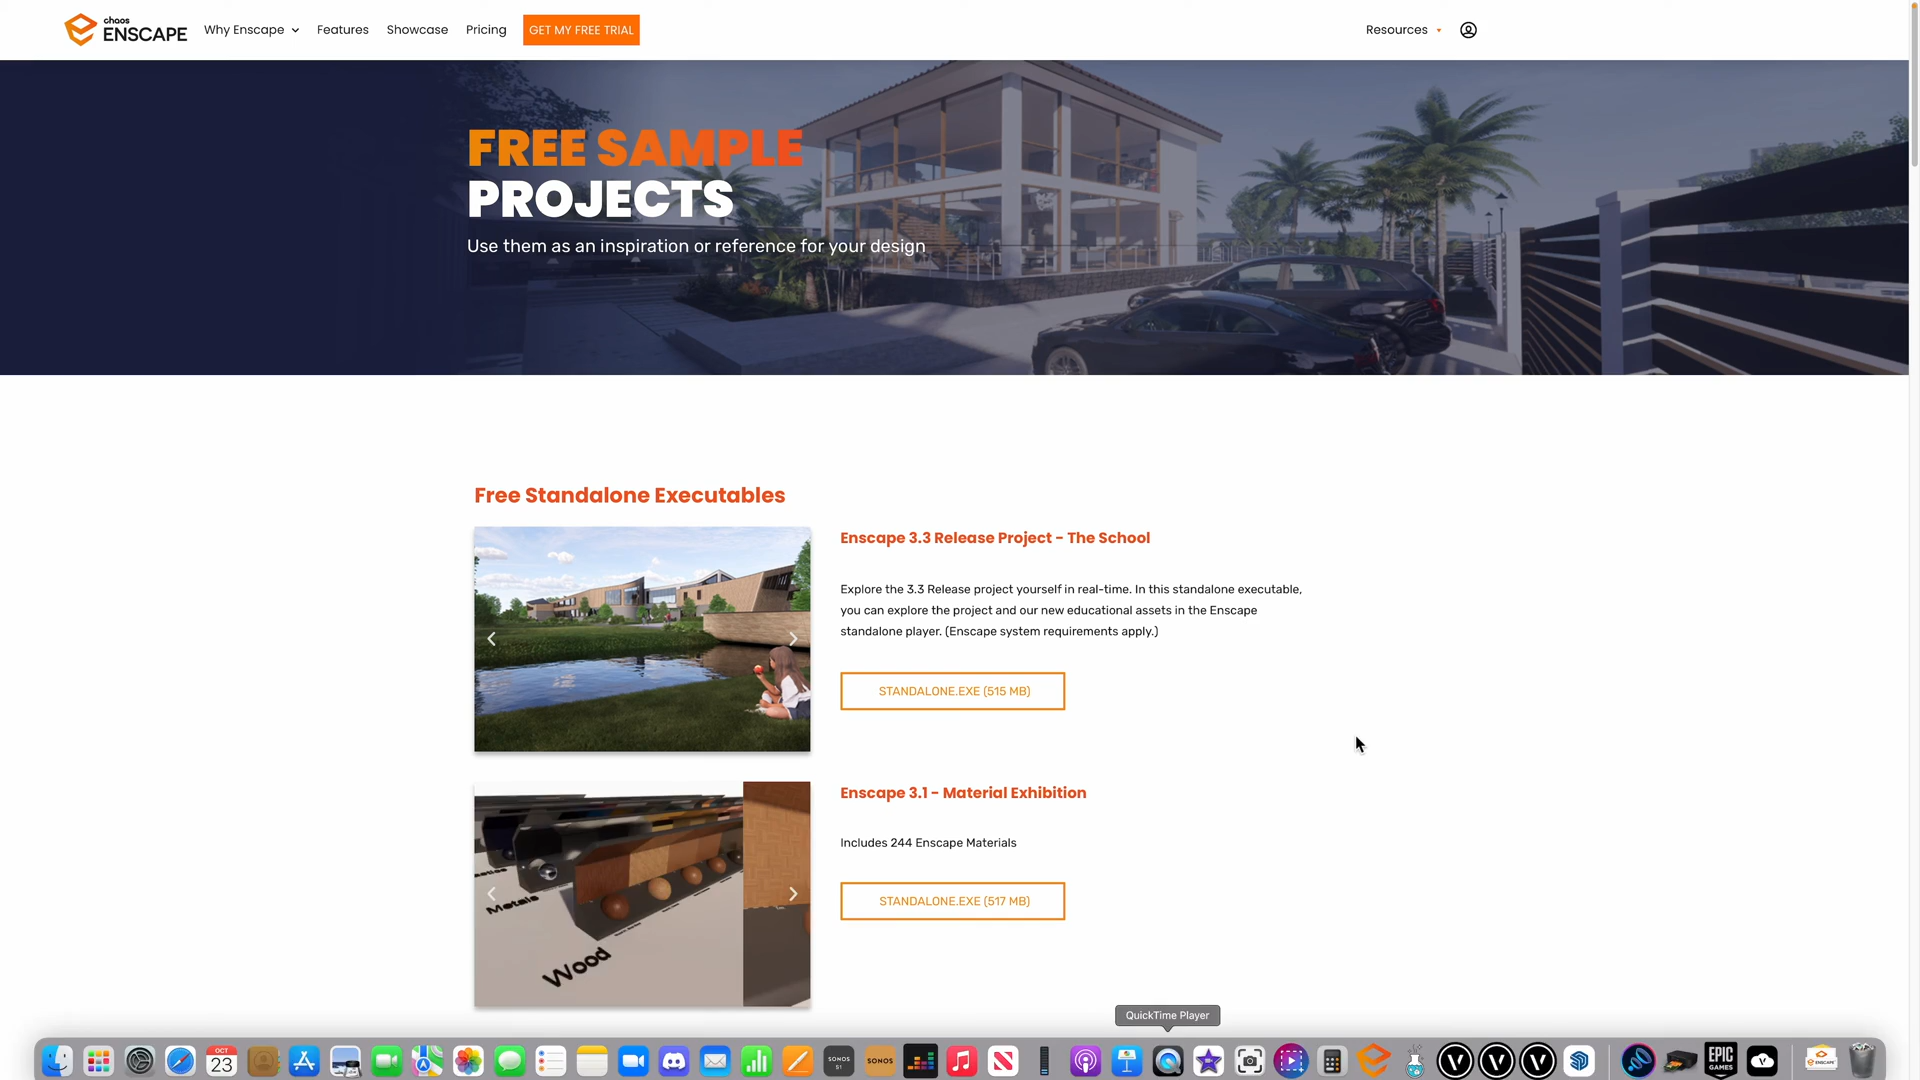 chaos
ENSCAPE
Why Enscape
Features
Showcase
Pricing
GET MY FREE TRIAL
Resources
FREE SAMPLE
PROJECTS
Use them as an inspiration or reference for your design
Free Standalone Executables
Enscape 3.3 Release Project - The School
Explore the 3.3 Release project yourself in real-time. In this standalone executable,
you can explore the project and our new educational assets in the Enscape
standalone player. (Enscape system requirements apply.)
STANDALONE.EXE (515 MB)
Enscape 3.1 - Material Exhibition
Includes 244 Enscape Materials
STANDALONE.EXE (517 MB)
Metals
Wood
QuickTime Player
OCT
23
SONOS
S1
SONOS
EPIC
GAMES
ENSCAPE